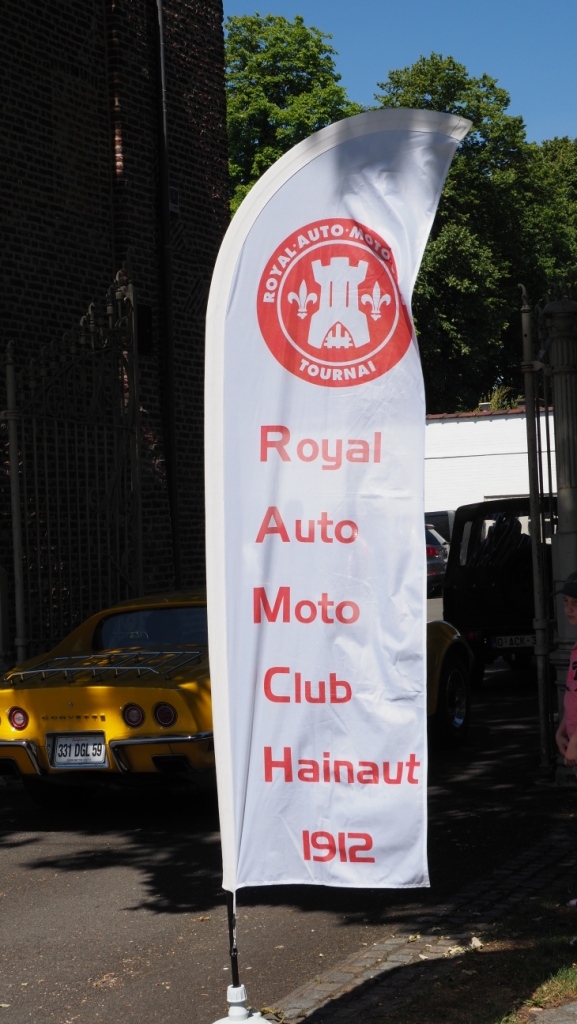 ROYAL·AUTO·MOTO
TOURNAI
Royal
Auto
Moto
Club
Hainaut
1912
CORVETTE
331 DGL 59